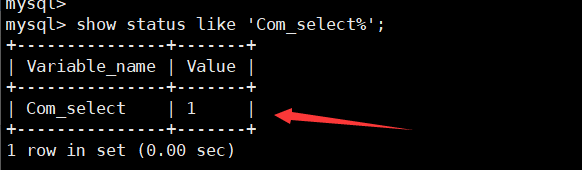 mysql>
mysql> show status like 'Com_select%';
+---------------+-------+
| Variable_name | Value |
+---------------+-------+
| Com_select    | 1     |
+---------------+-------+
1 row in set (0.00 sec)